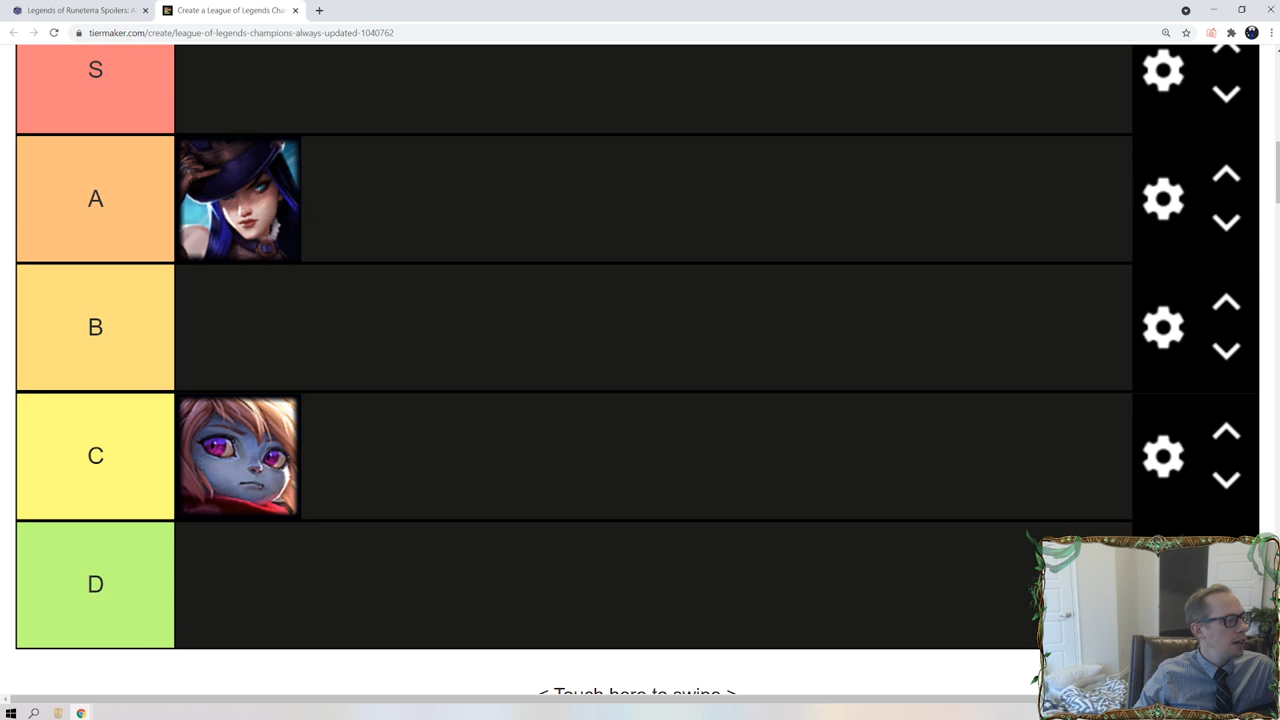 Legends of Runeterra Spoilers: A
Create a League of Legends Cha
tiermaker.com/create/league-of-legends-champions-always-updated-1040762
S
A
B
C
D
< Touch here to swipe >